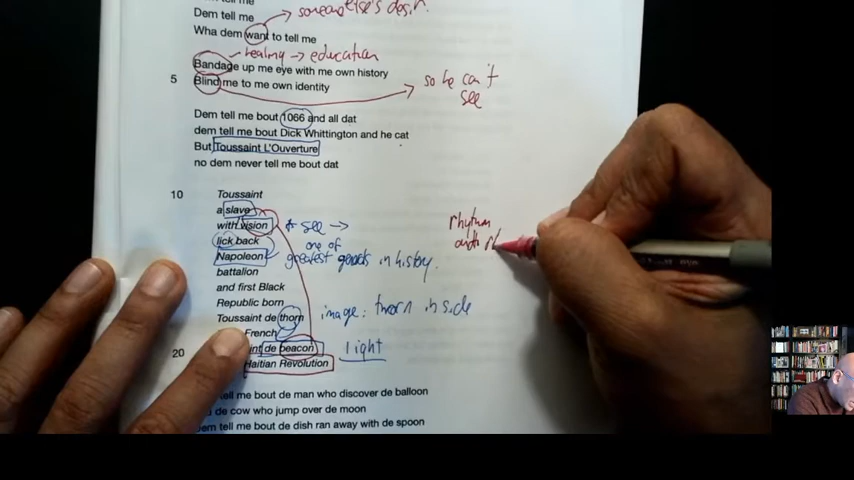 Dem tell me
someone else's desir.
Wha dem want to tell me
healing → education
Bandage up me eye with me own history
5 Blind me to me own identity
so he can't
see
Dem tell me bout 1066 and all dat
dem tell me bout Dick Whittington and he cat
But Toussaint L'Ouverture
no dem never tell me bout dat
10 Toussaint
a slave
with vision
to see →
lick back
one of
Napoleon
greatest generals in history.
battalion
and first Black
Republic born
Toussaint de thorn
image: thorn inside
French
de beacon
light
20
Haitian Revolution
rhythm
and
tell me bout de man who discover de balloon
de cow who jump over de moon
Dem tell me bout de dish ran away with de spoon